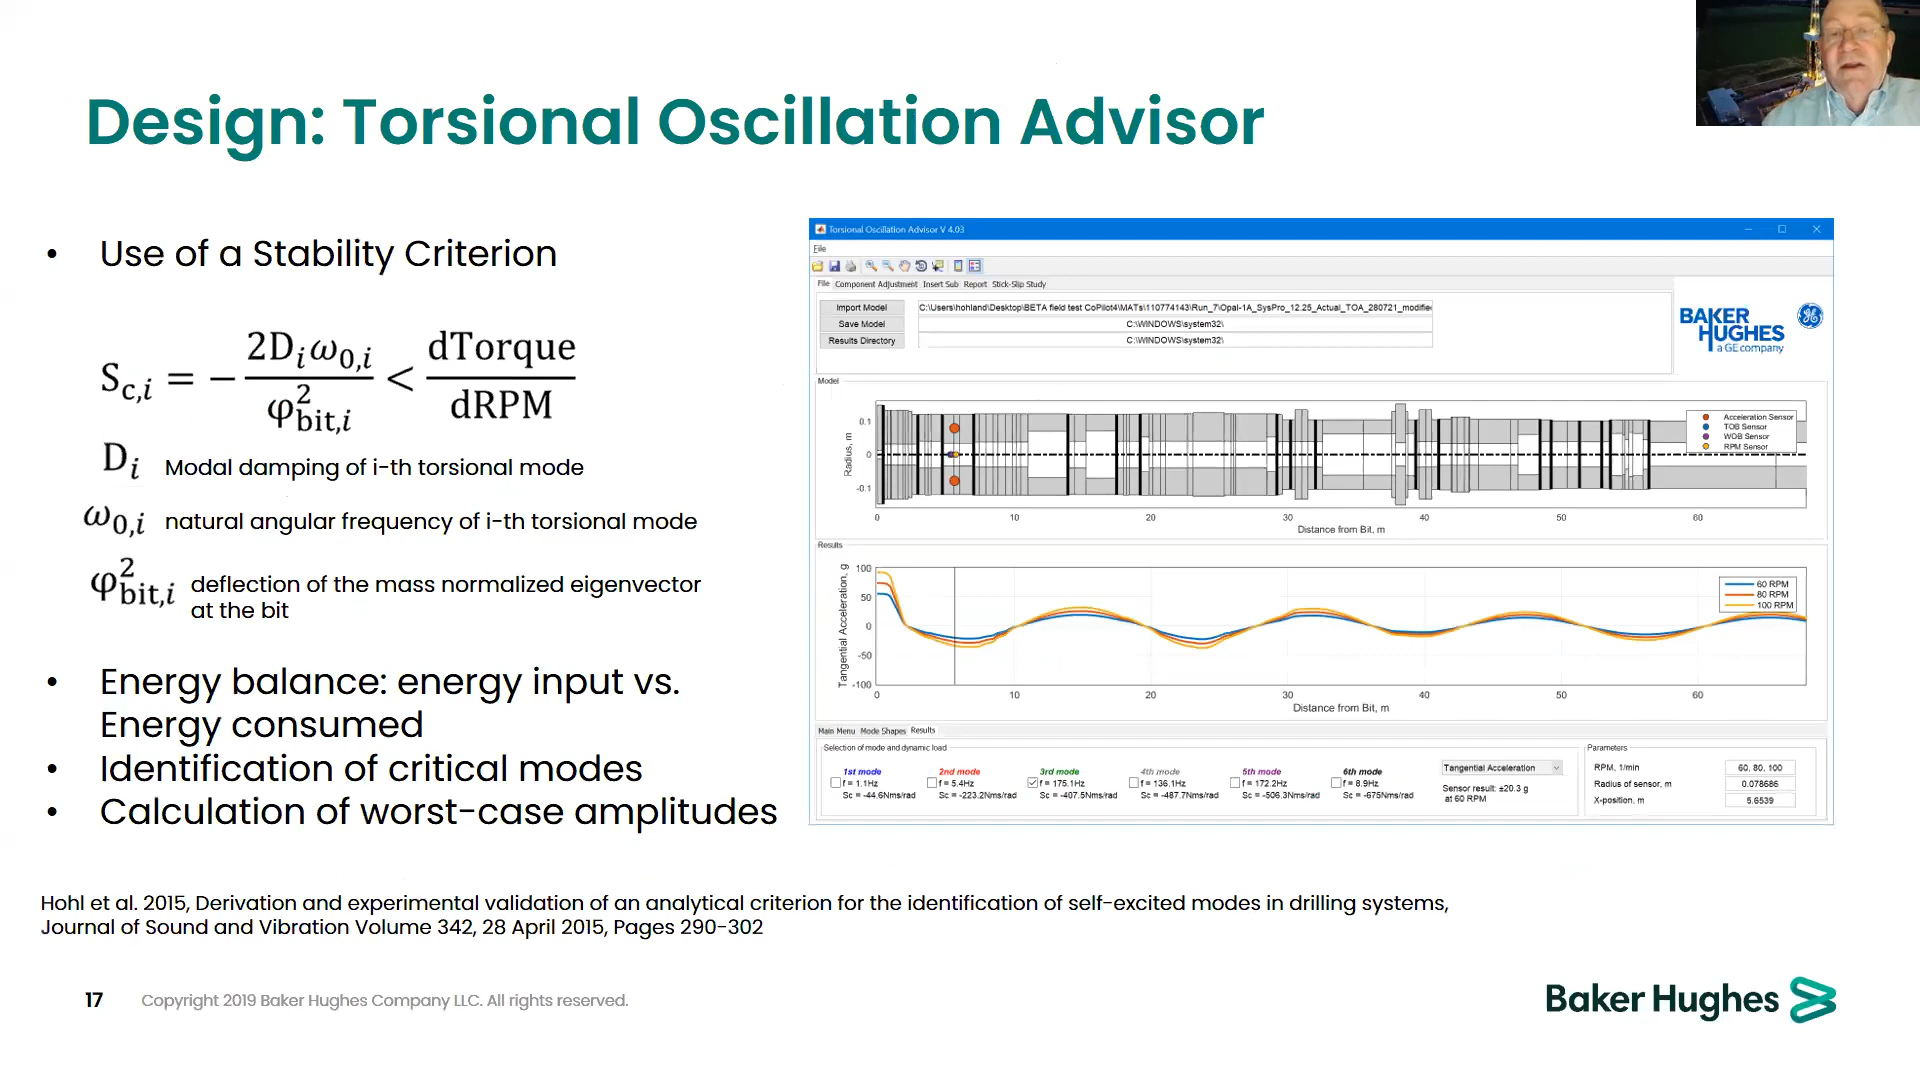 Design: Torsional Oscillation Advisor
• Use of a Stability Criterion
S_c,i = − 2D_i ω_0,i / φ²_bit,i < dTorque / dRPM
D_i Modal damping of i-th torsional mode
ω_0,i natural angular frequency of i-th torsional mode
φ²_bit,i deflection of the mass normalized eigenvector
at the bit
• Energy balance: energy input vs.
Energy consumed
• Identification of critical modes
• Calculation of worst-case amplitudes
Torsional Oscillation Advisor V 4.03
File
File Component Adjustment Insert Sub Report Stick-Slip Study
Import Model C:\Users\hohland\Desktop\BETA field test CoPilot4\MATs\110774143\Run_7\Opal-1A_SysPro_12.25_Actual_TOA_280721_modifie
Save Model C:\WINDOWS\system32\
Results Directory C:\WINDOWS\system32\
BAKER
HUGHES
a GE company
Model
Radius, m
0.1
0
-0.1
Acceleration Sensor
TOB Sensor
WOB Sensor
RPM Sensor
0 10 20 30 40 50 60
Distance from Bit, m
Results
Tangential Acceleration, g
100
50
0
-50
-100
60 RPM
80 RPM
100 RPM
0 10 20 30 40 50 60
Distance from Bit, m
Main Menu Mode Shapes Results
Selection of mode and dynamic load
1st mode 2nd mode 3rd mode 4th mode 5th mode 6th mode
f = 1.1Hz f = 5.4Hz f = 175.1Hz f = 136.1Hz f = 172.2Hz f = 8.9Hz
Sc = -44.6Nms/rad Sc = -223.2Nms/rad Sc = -407.5Nms/rad Sc = -487.7Nms/rad Sc = -506.3Nms/rad Sc = -675Nms/rad
Tangential Acceleration
Sensor result: ±20.3 g
at 60 RPM
Parameters
RPM, 1/min 60, 80, 100
Radius of sensor, m 0.078686
X-position, m 5.6539
Hohl et al. 2015, Derivation and experimental validation of an analytical criterion for the identification of self-excited modes in drilling systems,
Journal of Sound and Vibration Volume 342, 28 April 2015, Pages 290-302
17 Copyright 2019 Baker Hughes Company LLC. All rights reserved.
Baker Hughes